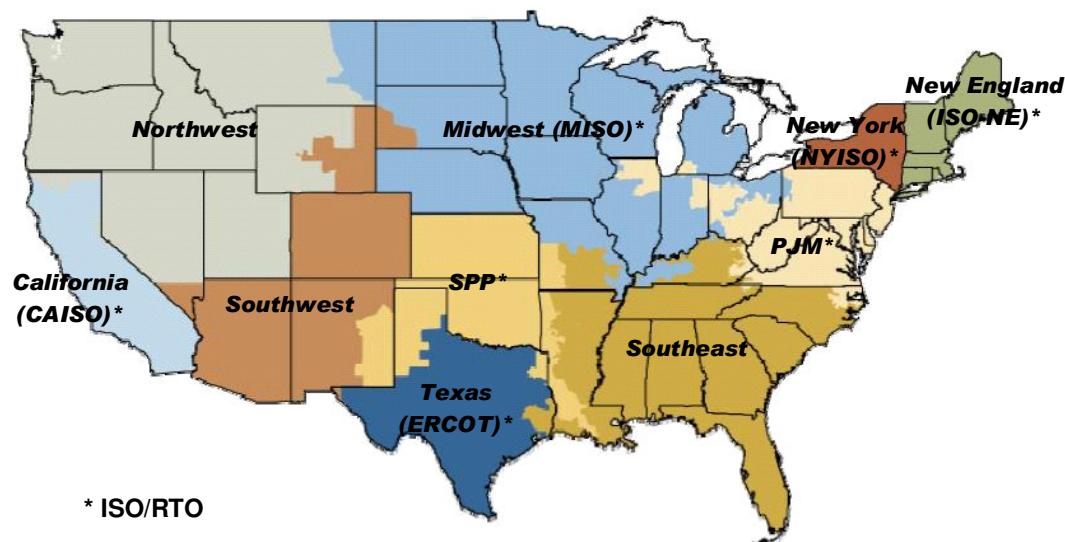 New England
(ISO-NE)*
Northwest
Midwest (MISO)*
New York
(NYISO)*
PJM*
California
(CAISO)*
Southwest
SPP*
Southeast
Texas
(ERCOT)*
* ISO/RTO